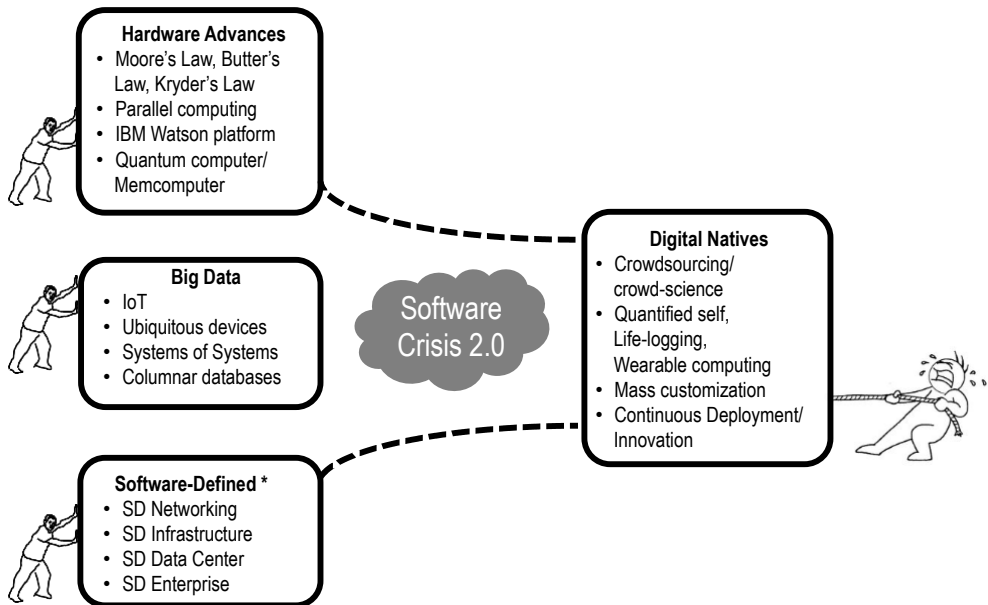 Hardware Advances
• Moore’s Law, Butter’s
Law, Kryder’s Law
• Parallel computing
• IBM Watson platform
• Quantum computer/
Memcomputer
Big Data
• IoT
• Ubiquitous devices
• Systems of Systems
• Columnar databases
Software-Defined *
• SD Networking
• SD Infrastructure
• SD Data Center
• SD Enterprise
Software
Crisis 2.0
Digital Natives
• Crowdsourcing/
crowd-science
• Quantified self,
Life-logging,
Wearable computing
• Mass customization
• Continuous Deployment/
Innovation